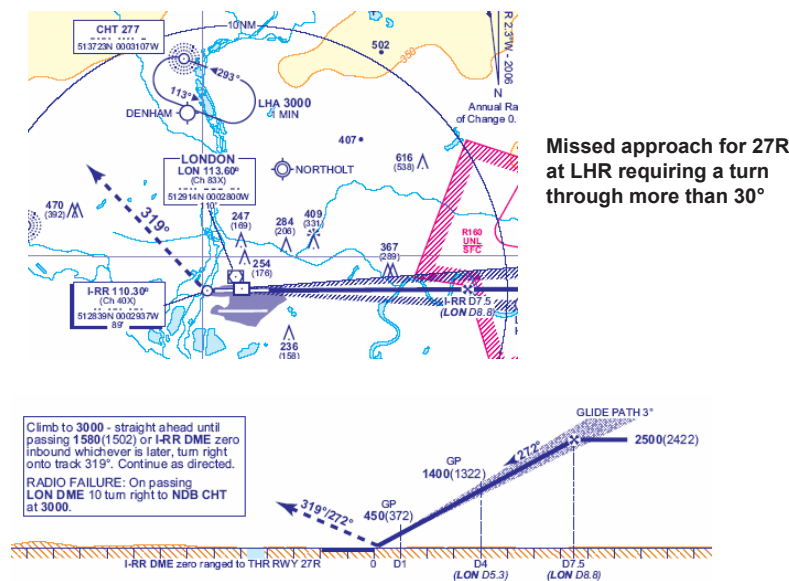 CHT 277
513723N 0003107W
10NM
502
350
R 2.3°W - 2006
N
Annual Ra
of Change 0.
293°
113°
LHA 3000
1 MIN
DENHAM
407
LONDON
LON 113.60º
(Ch 83X)
512914N 0002800W
110'
NORTHOLT
616
(538)
Missed approach for 27R
at LHR requiring a turn
through more than 30°
470
(392)
319°
247
(169)
284
(206)
409
(331)
R160
UNL
SFC
254
(176)
367
(289)
I-RR 110.30º
(Ch 40X)
512839N 0002937W
89'
I-RR D7.5
(LON D8.8)
236
(158)
Climb to 3000 - straight ahead until
passing 1580(1502) or I-RR DME zero
inbound whichever is later, turn right
onto track 319°. Continue as directed.
RADIO FAILURE: On passing
LON DME 10 turn right to NDB CHT
at 3000.
GLIDE PATH 3°
2500(2422)
272°
GP
1400(1322)
GP
450(372)
319°/272°
I-RR DME zero ranged to THR RWY 27R
0
D1
D4
(LON D5.3)
D7.5
(LON D8.8)